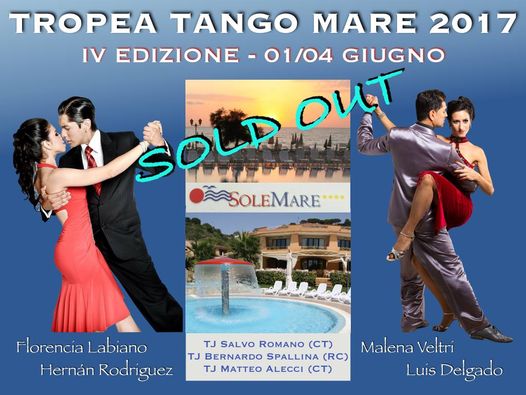 TROPEA TANGO MARE 2017
IV EDIZIONE - 01/04 GIUGNO
SOLD OUT
SOLEMARE****
TJ SALVO ROMANO (CT)
TJ BERNARDO SPALLINA (RC)
TJ MATTEO ALECCI (CT)
Florencia Labiano
Hernán Rodriguez
Malena Veltri
Luis Delgado